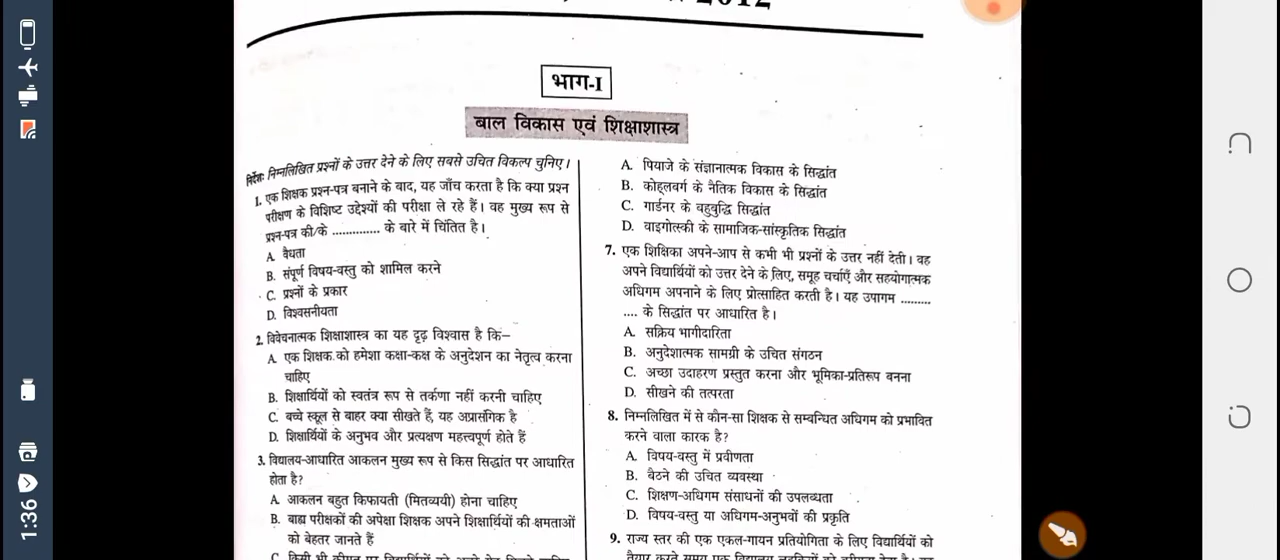 2012
भाग-I
बाल विकास एवं शिक्षाशास्त्र
निर्देशः निम्नलिखित प्रश्नों के उत्तर देने के लिए सबसे उचित विकल्प चुनिए।
1. एक शिक्षक प्रश्न-पत्र बनाने के बाद, यह जाँच करता है कि क्या प्रश्न
परीक्षण के विशिष्ट उद्देश्यों की परीक्षा ले रहे हैं। वह मुख्य रूप से
प्रश्न-पत्र की/के .............. के बारे में चिंतित है।
A. वैधता
B. संपूर्ण विषय-वस्तु को शामिल करने
C. प्रश्नों के प्रकार
D. विश्वसनीयता
2. विवेचनात्मक शिक्षाशास्त्र का यह दृढ़ विश्वास है कि–
A. एक शिक्षक को हमेशा कक्षा-कक्ष के अनुदेशन का नेतृत्व करना
चाहिए
B. शिक्षार्थियों को स्वतंत्र रूप से तर्कणा नहीं करनी चाहिए
C. बच्चे स्कूल से बाहर क्या सीखते हैं, यह अप्रासंगिक है
D. शिक्षार्थियों के अनुभव और प्रत्यक्षण महत्त्वपूर्ण होते हैं
3. विद्यालय-आधारित आकलन मुख्य रूप से किस सिद्धांत पर आधारित
होता है?
A. आकलन बहुत किफायती (मितव्ययी) होना चाहिए
B. बाह्य परीक्षकों की अपेक्षा शिक्षक अपने शिक्षार्थियों की क्षमताओं
को बेहतर जानते हैं
A. पियाजे के संज्ञानात्मक विकास के सिद्धांत
B. कोहलबर्ग के नैतिक विकास के सिद्धांत
C. गार्डनर के बहुबुद्धि सिद्धांत
D. वाइगोत्स्की के सामाजिक-सांस्कृतिक सिद्धांत
7. एक शिक्षिका अपने-आप से कभी भी प्रश्नों के उत्तर नहीं देती। वह
अपने विद्यार्थियों को उत्तर देने के लिए, समूह चर्चाएँ और सहयोगात्मक
अधिगम अपनाने के लिए प्रोत्साहित करती है। यह उपागम .........
.... के सिद्धांत पर आधारित है।
A. सक्रिय भागीदारिता
B. अनुदेशात्मक सामग्री के उचित संगठन
C. अच्छा उदाहरण प्रस्तुत करना और भूमिका-प्रतिरूप बनना
D. सीखने की तत्परता
8. निम्नलिखित में से कौन-सा शिक्षक से सम्बन्धित अधिगम को प्रभावित
करने वाला कारक है?
A. विषय-वस्तु में प्रवीणता
B. बैठने की उचित व्यवस्था
C. शिक्षण-अधिगम संसाधनों की उपलब्धता
D. विषय-वस्तु या अधिगम-अनुभवों की प्रकृति
9. राज्य स्तर की एक एकल-गायन प्रतियोगिता के लिए विद्यार्थियों को
1:36